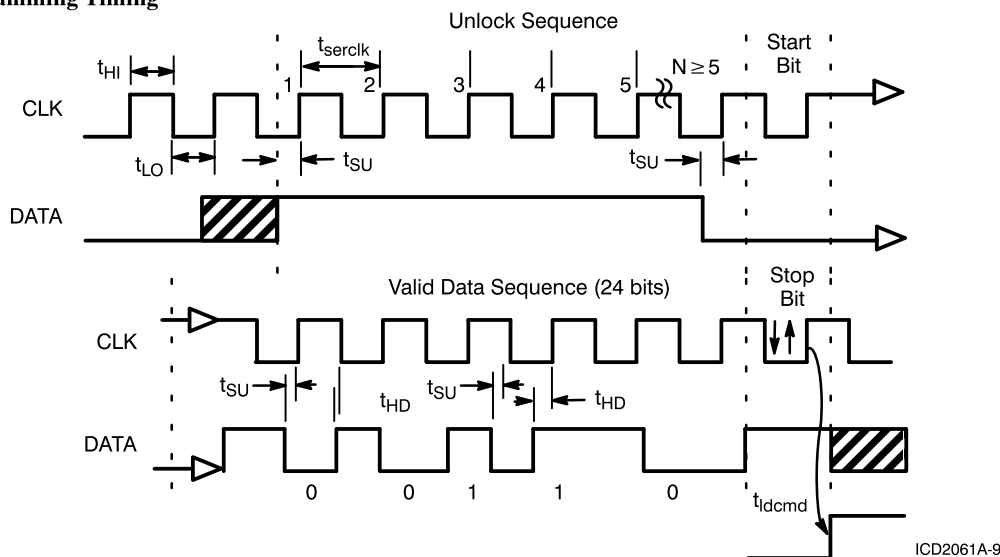 Unlock Sequence
tHI
tserclk
1 2 3 4 5
N ≥ 5
Start
Bit
CLK
tLO
tSU
tSU
DATA
Valid Data Sequence (24 bits)
Stop
Bit
CLK
tSU
tHD
tSU
tHD
DATA
0 0 1 1 0
tldcmd
ICD2061A-9